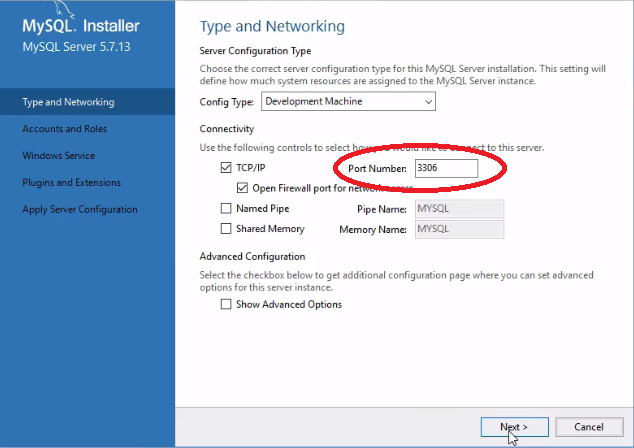 MySQL. Installer
MySQL Server 5.7.13
Type and Networking
Accounts and Roles
Windows Service
Plugins and Extensions
Apply Server Configuration
Type and Networking
Server Configuration Type
Choose the correct server configuration type for this MySQL Server installation. This setting will
define how much system resources are assigned to the MySQL Server instance.
Config Type: Development Machine
Connectivity
Use the following controls to select how you would like to connect to this server.
TCP/IP Port Number: 3306
Open Firewall port for network access
Named Pipe Pipe Name: MYSQL
Shared Memory Memory Name: MYSQL
Advanced Configuration
Select the checkbox below to get additional configuration page where you can set advanced
options for this server instance.
Show Advanced Options
Next > Cancel